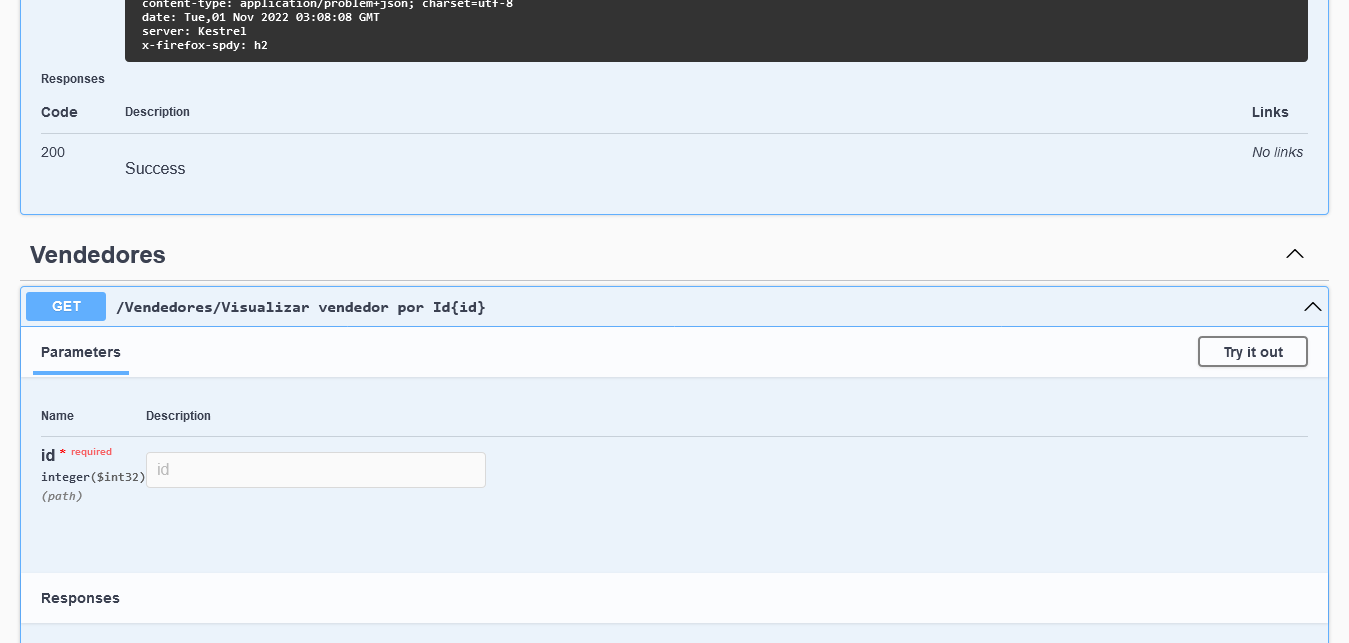 content-type: application/problem+json; charset=utf-8
date: Tue,01 Nov 2022 03:08:08 GMT
server: Kestrel
x-firefox-spdy: h2
Responses
Code Description Links
200 Success No links
Vendedores
GET /Vendedores/Visualizar vendedor por Id{id}
Parameters Try it out
Name Description
id * required
integer($int32) id
(path)
Responses